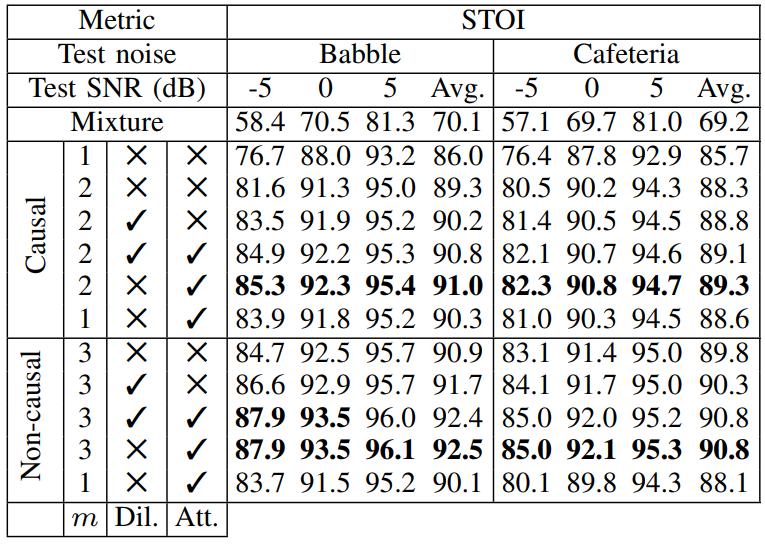 Metric STOI
Test noise Babble Cafeteria
Test SNR (dB) -5 0 5 Avg. -5 0 5 Avg.
Mixture 58.4 70.5 81.3 70.1 57.1 69.7 81.0 69.2
Causal
1 ✕ ✕ 76.7 88.0 93.2 86.0 76.4 87.8 92.9 85.7
2 ✕ ✕ 81.6 91.3 95.0 89.3 80.5 90.2 94.3 88.3
2 ✓ ✕ 83.5 91.9 95.2 90.2 81.4 90.5 94.5 88.8
2 ✓ ✓ 84.9 92.2 95.3 90.8 82.1 90.7 94.6 89.1
2 ✕ ✓ 85.3 92.3 95.4 91.0 82.3 90.8 94.7 89.3
1 ✕ ✓ 83.9 91.8 95.2 90.3 81.0 90.3 94.5 88.6
Non-causal
3 ✕ ✕ 84.7 92.5 95.7 90.9 83.1 91.4 95.0 89.8
3 ✓ ✕ 86.6 92.9 95.7 91.7 84.1 91.7 95.0 90.3
3 ✓ ✓ 87.9 93.5 96.0 92.4 85.0 92.0 95.2 90.8
3 ✕ ✓ 87.9 93.5 96.1 92.5 85.0 92.1 95.3 90.8
1 ✕ ✓ 83.7 91.5 95.2 90.1 80.1 89.8 94.3 88.1
m Dil. Att.